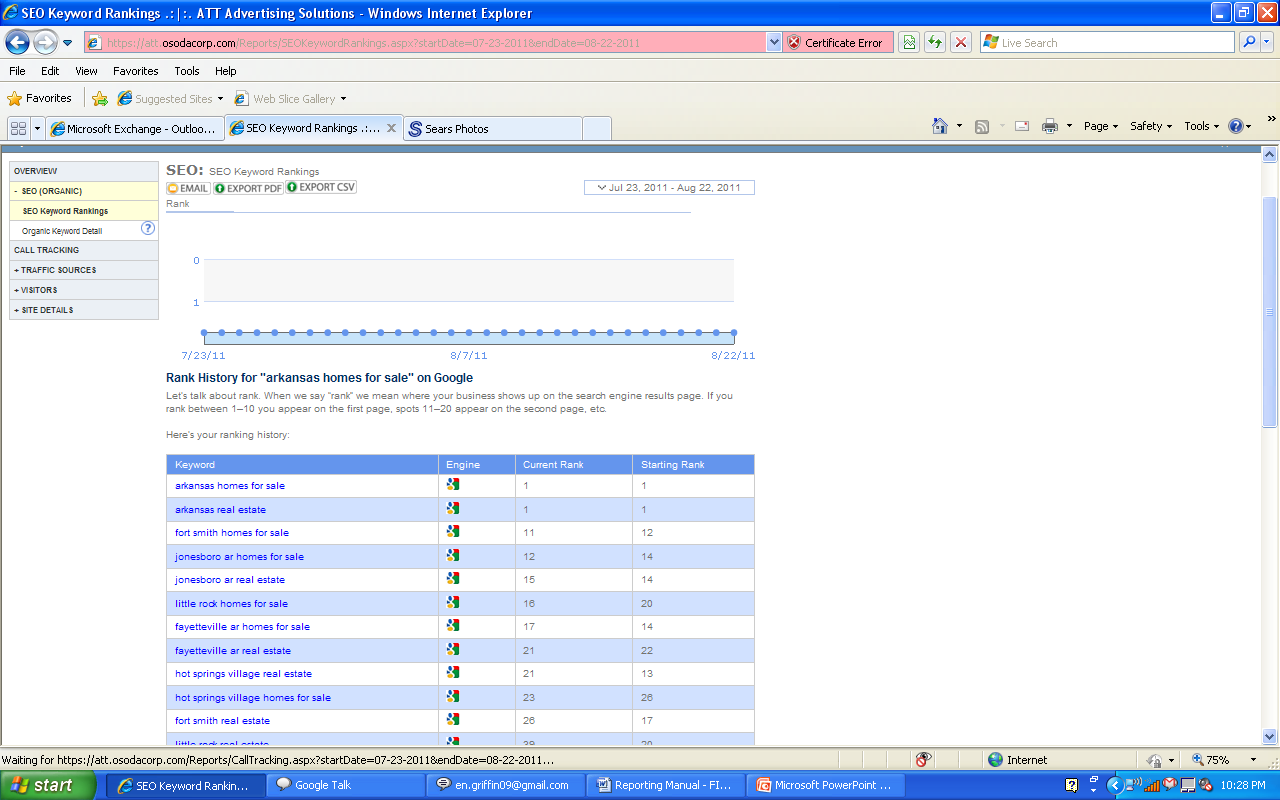 SEO Keyword Rankings .:|:. ATT Advertising Solutions - Windows Internet Explorer
https://att.osodacorp.com/Reports/SEOKeywordRankings.aspx?startDate=07-23-2011&endDate=08-22-2011 Certificate Error Live Search
File Edit View Favorites Tools Help
Favorites Suggested Sites Web Slice Gallery
Microsoft Exchange - Outloo... SEO Keyword Rankings .:... Sears Photos Page Safety Tools »
OVERVIEW
- SEO (ORGANIC)
SEO Keyword Rankings
Organic Keyword Detail ?
CALL TRACKING
+ TRAFFIC SOURCES
+ VISITORS
+ SITE DETAILS
SEO: SEO Keyword Rankings
EMAIL EXPORT PDF EXPORT CSV Jul 23, 2011 - Aug 22, 2011
Rank
0
1
7/23/11 8/7/11 8/22/11
Rank History for "arkansas homes for sale" on Google
Let's talk about rank. When we say "rank" we mean where your business shows up on the search engine results page. If you
rank between 1–10 you appear on the first page, spots 11–20 appear on the second page, etc.
Here's your ranking history:
Keyword Engine Current Rank Starting Rank
arkansas homes for sale 1 1
arkansas real estate 1 1
fort smith homes for sale 11 12
jonesboro ar homes for sale 12 14
jonesboro ar real estate 15 14
little rock homes for sale 16 20
fayetteville ar homes for sale 17 14
fayetteville ar real estate 21 22
hot springs village real estate 21 13
hot springs village homes for sale 23 26
fort smith real estate 26 17
little rock real estate 39 20
Waiting for https://att.osodacorp.com/Reports/CallTracking.aspx?startDate=07-23-2011&endDate=08-22-2011... Internet 75%
start SEO Keyword Rankin... Google Talk en.griffin09@gmail.com Reporting Manual - FI... Microsoft PowerPoint ... 10:28 PM